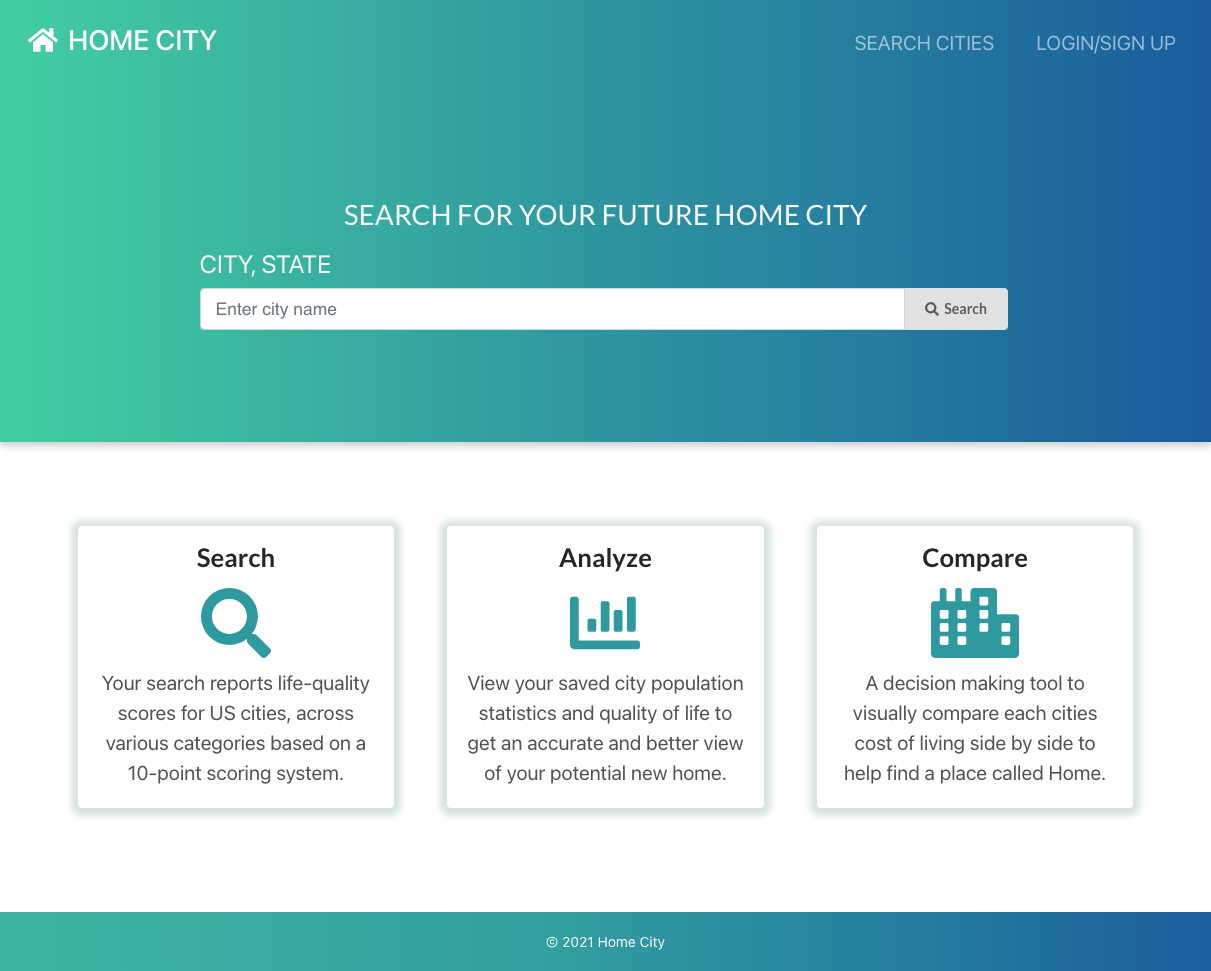 HOME CITY
SEARCH CITIES
LOGIN/SIGN UP
SEARCH FOR YOUR FUTURE HOME CITY
CITY, STATE
Enter city name
Search
Search
Your search reports life-quality
scores for US cities, across
various categories based on a
10-point scoring system.
Analyze
View your saved city population
statistics and quality of life to
get an accurate and better view
of your potential new home.
Compare
A decision making tool to
visually compare each cities
cost of living side by side to
help find a place called Home.
© 2021 Home City